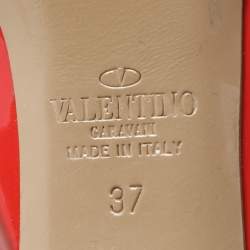 VALENTINO
GARAVANI
MADE IN ITALY
37